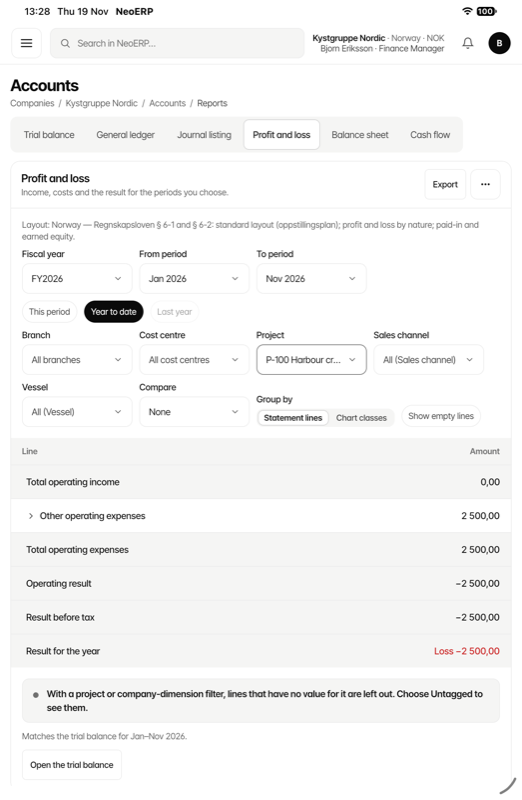 13:28 Thu 19 Nov NeoERP 100
Search in NeoERP...
Kystgruppe Nordic · Norway · NOK
Bjorn Eriksson · Finance Manager
B
Accounts
Companies / Kystgruppe Nordic / Accounts / Reports
Trial balance General ledger Journal listing Profit and loss Balance sheet Cash flow
Profit and loss
Income, costs and the result for the periods you choose.
Export
Layout: Norway — Regnskapsloven § 6-1 and § 6-2: standard layout (oppstillingsplan); profit and loss by nature; paid-in and
earned equity.
Fiscal year From period To period
FY2026 Jan 2026 Nov 2026
This period Year to date Last year
Branch Cost centre Project Sales channel
All branches All cost centres P-100 Harbour cr... All (Sales channel)
Vessel Compare Group by
All (Vessel) None Statement lines Chart classes Show empty lines
Line Amount
Total operating income 0,00
Other operating expenses 2 500,00
Total operating expenses 2 500,00
Operating result −2 500,00
Result before tax −2 500,00
Result for the year Loss −2 500,00
With a project or company-dimension filter, lines that have no value for it are left out. Choose Untagged to
see them.
Matches the trial balance for Jan–Nov 2026.
Open the trial balance